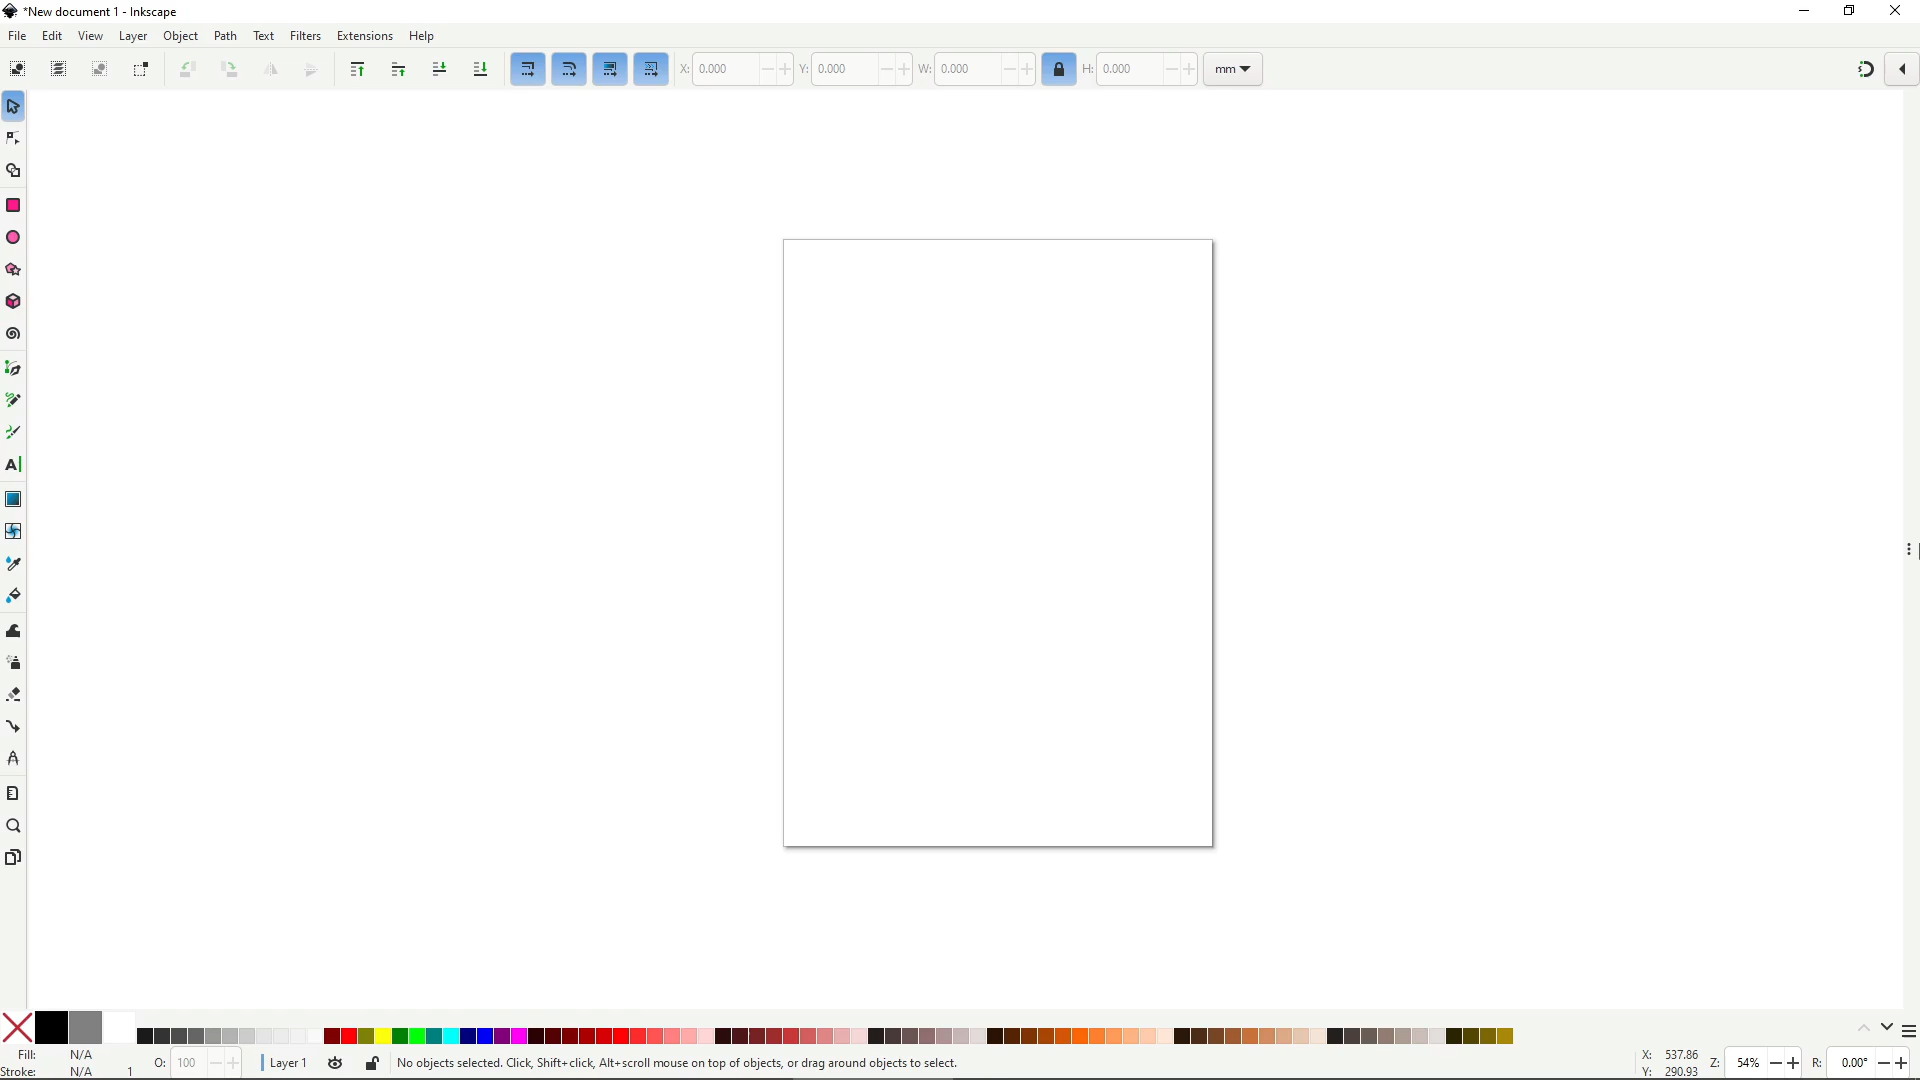 *New document 1 - Inkscape
File Edit View Layer Object Path Text Filters Extensions Help
X: 0.000 Y: 0.000 W: 0.000 H: 0.000 mm
Fill: N/A
Stroke: N/A 1
O: 100 Layer 1 No objects selected. Click, Shift+click, Alt+scroll mouse on top of objects, or drag around objects to select.
X: 537.86
Y: 290.93
Z: 54% R: 0.00°